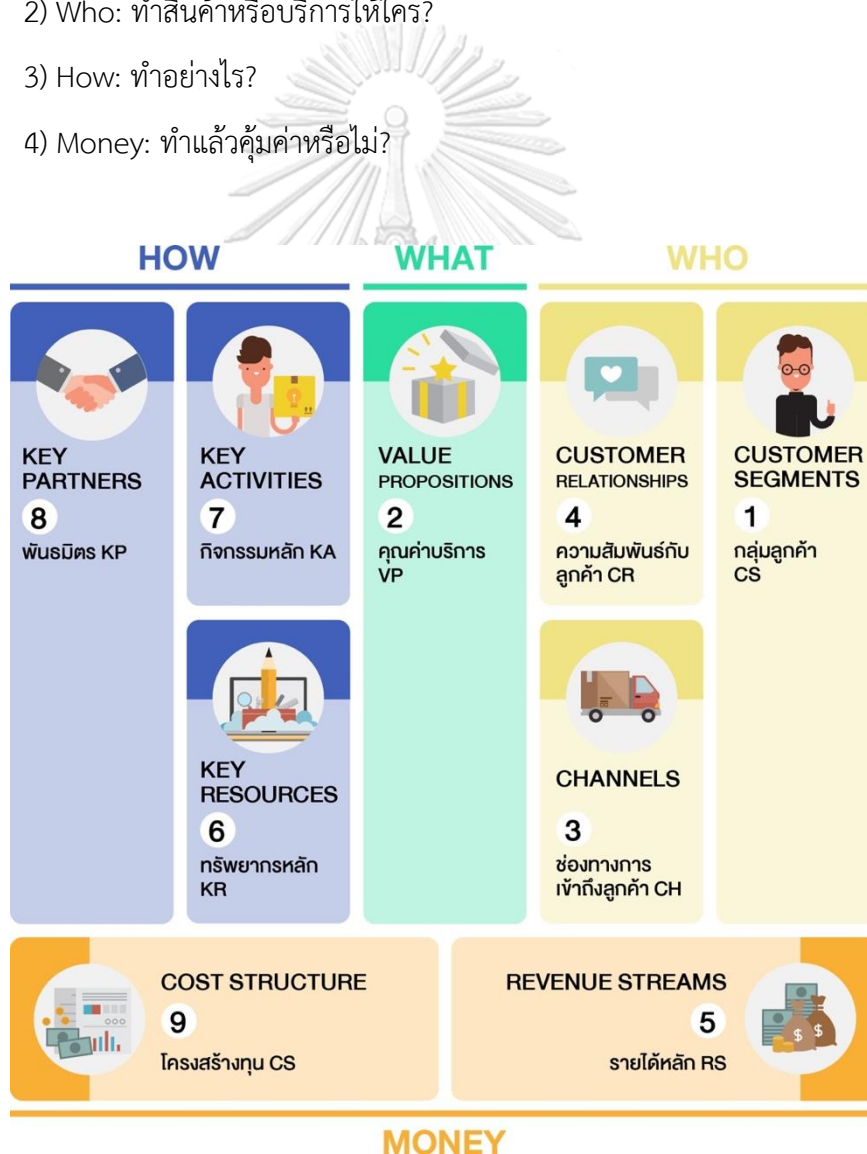 2) Who: ทำสินค้าหรือบริการให้ใคร?
3) How: ทำอย่างไร?
4) Money: ทำแล้วคุ้มค่าหรือไม่?
HOW
WHAT
WHO
KEY
PARTNERS
8
พันธมิตร KP
KEY
ACTIVITIES
7
กิจกรรมหลัก KA
KEY
RESOURCES
6
ทรัพยากรหลัก
KR
VALUE
PROPOSITIONS
2
คุณค่าบริการ
VP
CUSTOMER
RELATIONSHIPS
4
ความสัมพันธ์กับ
ลูกค้า CR
CHANNELS
3
ช่องทางการ
เข้าถึงลูกค้า CH
CUSTOMER
SEGMENTS
1
กลุ่มลูกค้า
CS
COST STRUCTURE
9
โครงสร้างทุน CS
REVENUE STREAMS
5
รายได้หลัก RS
MONEY